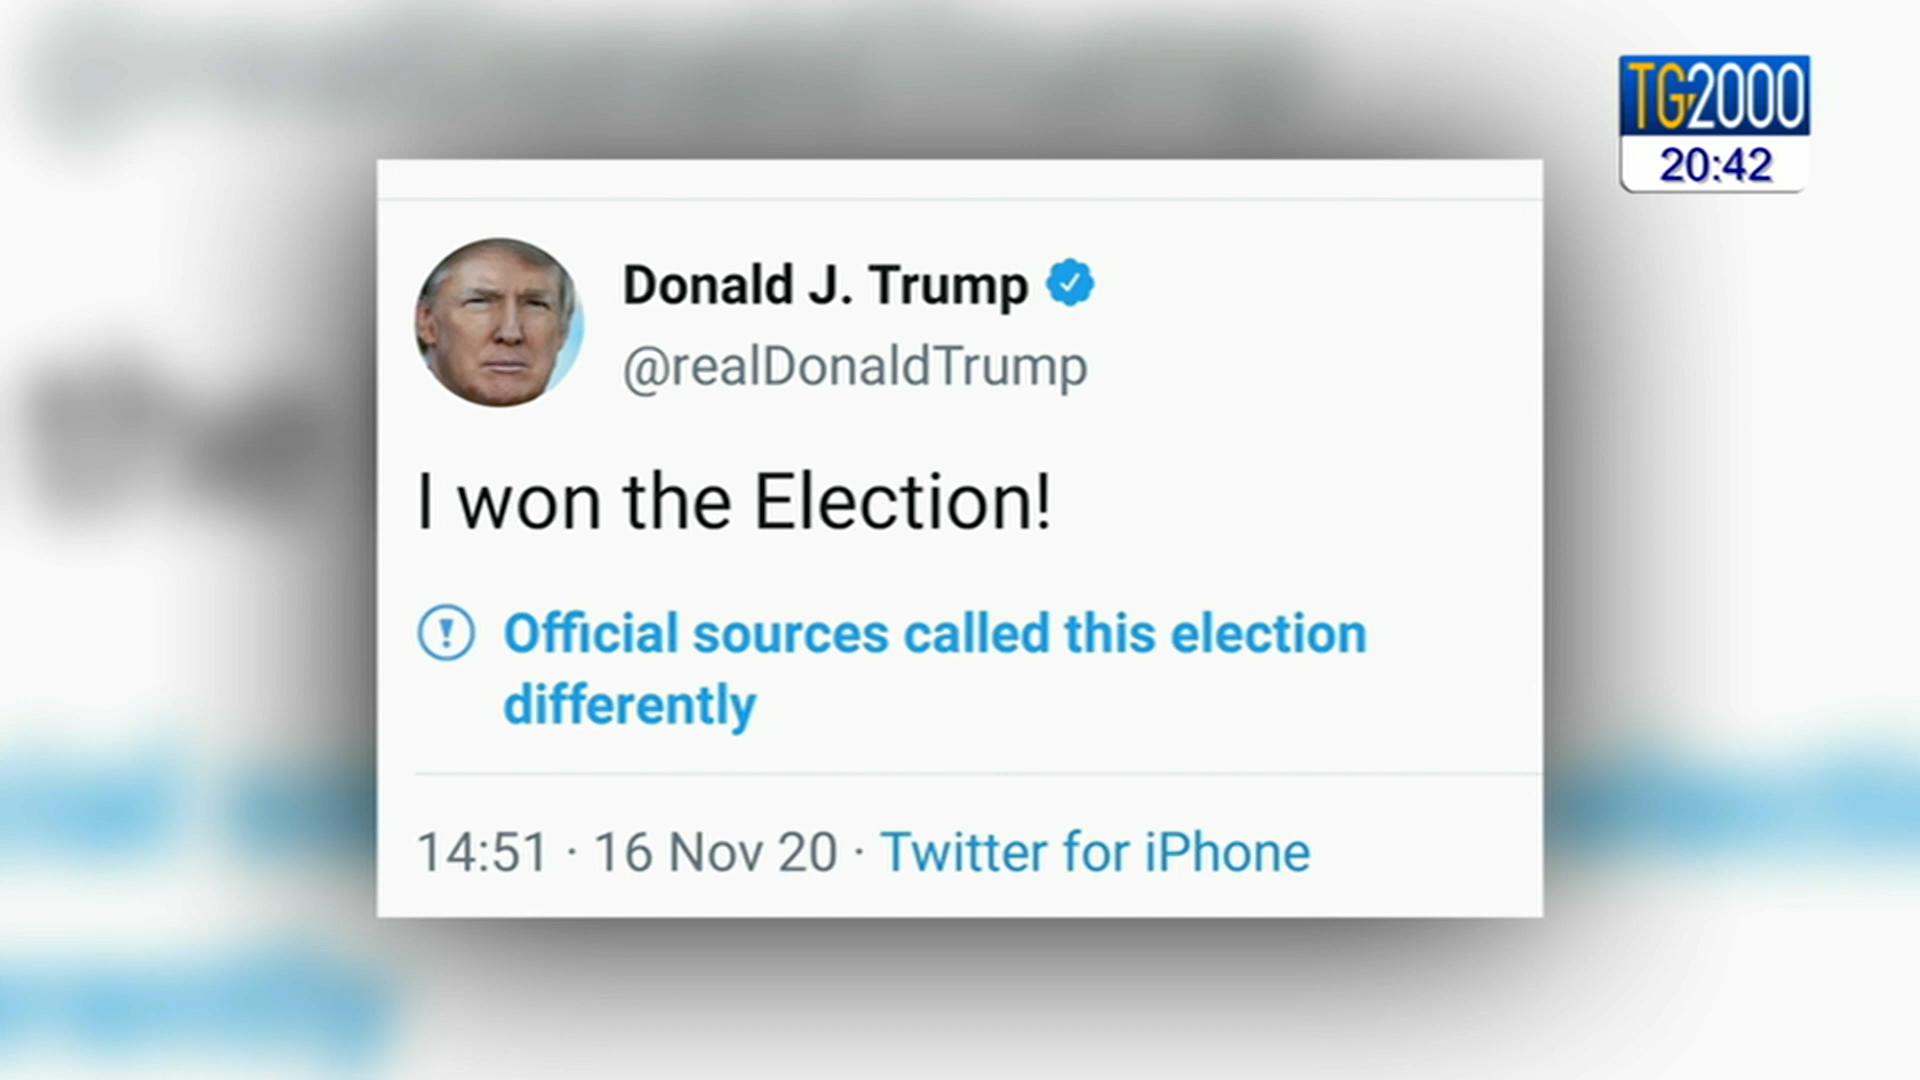 TG2000
20:42
Donald J. Trump
@realDonaldTrump
I won the Election!
Official sources called this election
differently
14:51 · 16 Nov 20 · Twitter for iPhone